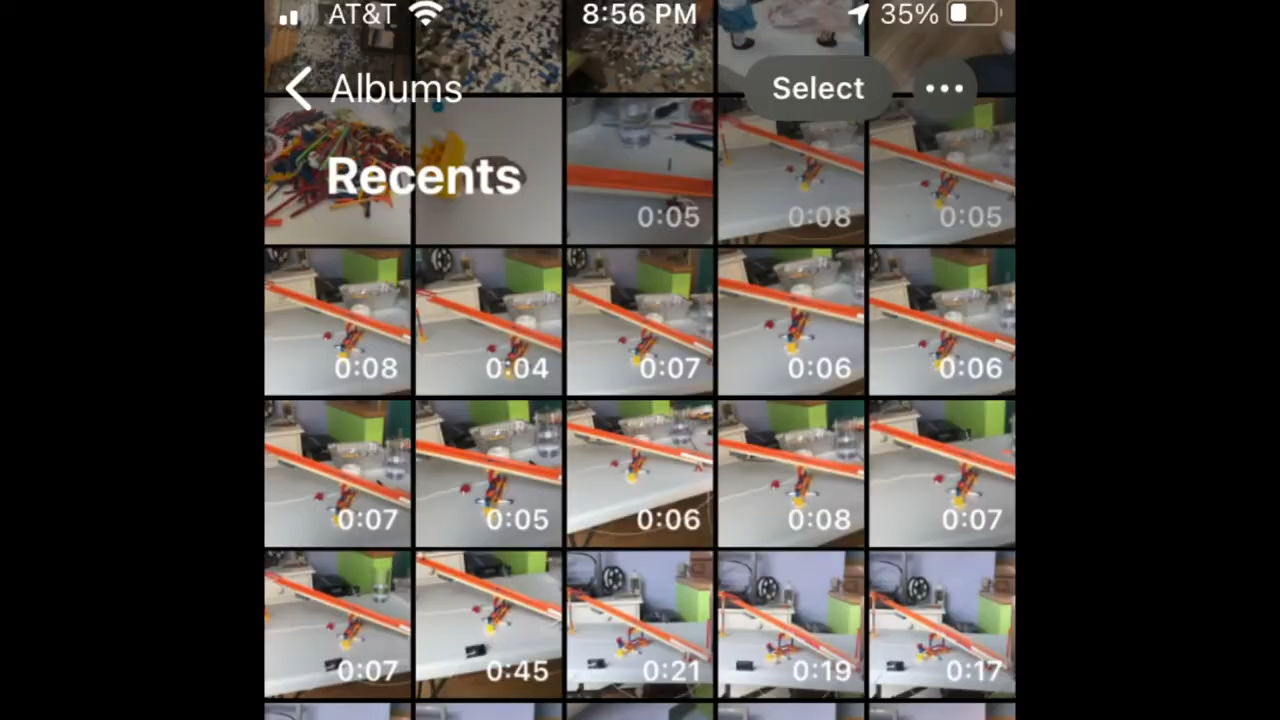 AT&T 8:56 PM 35%
Albums Select
Recents
0:05 0:08 0:05
0:08 0:04 0:07 0:06 0:06
0:07 0:05 0:06 0:08 0:07
0:07 0:45 0:21 0:19 0:17